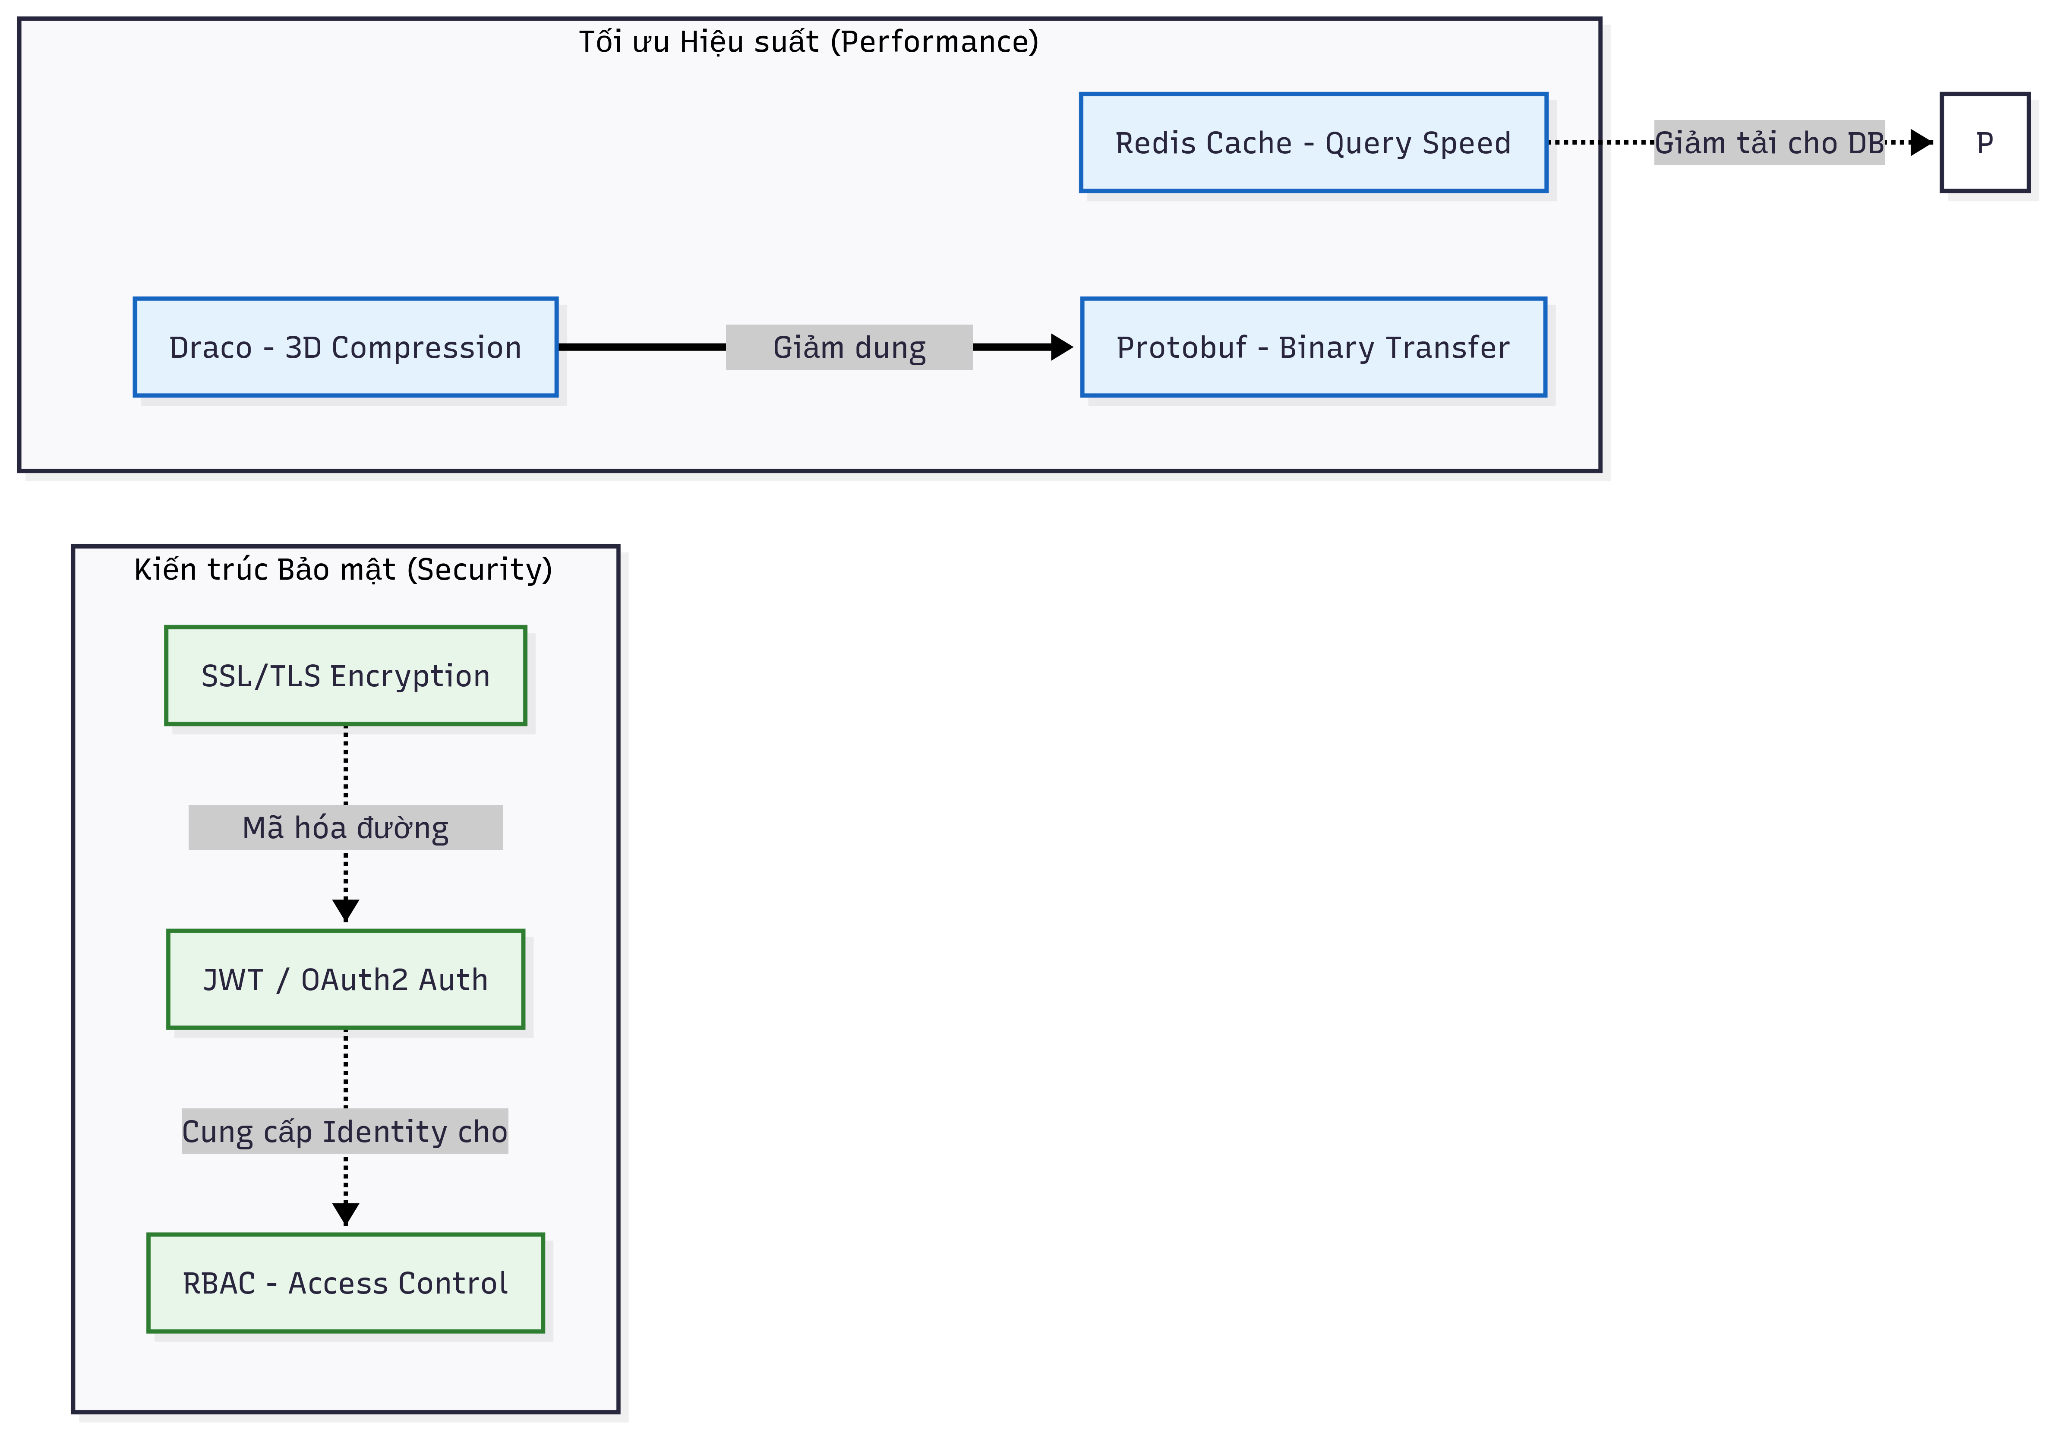 Tối ưu Hiệu suất (Performance)
Redis Cache - Query Speed
Giảm tải cho DB
P
Draco - 3D Compression
Giảm dung
Protobuf - Binary Transfer
Kiến trúc Bảo mật (Security)
SSL/TLS Encryption
Mã hóa đường
JWT / OAuth2 Auth
Cung cấp Identity cho
RBAC - Access Control